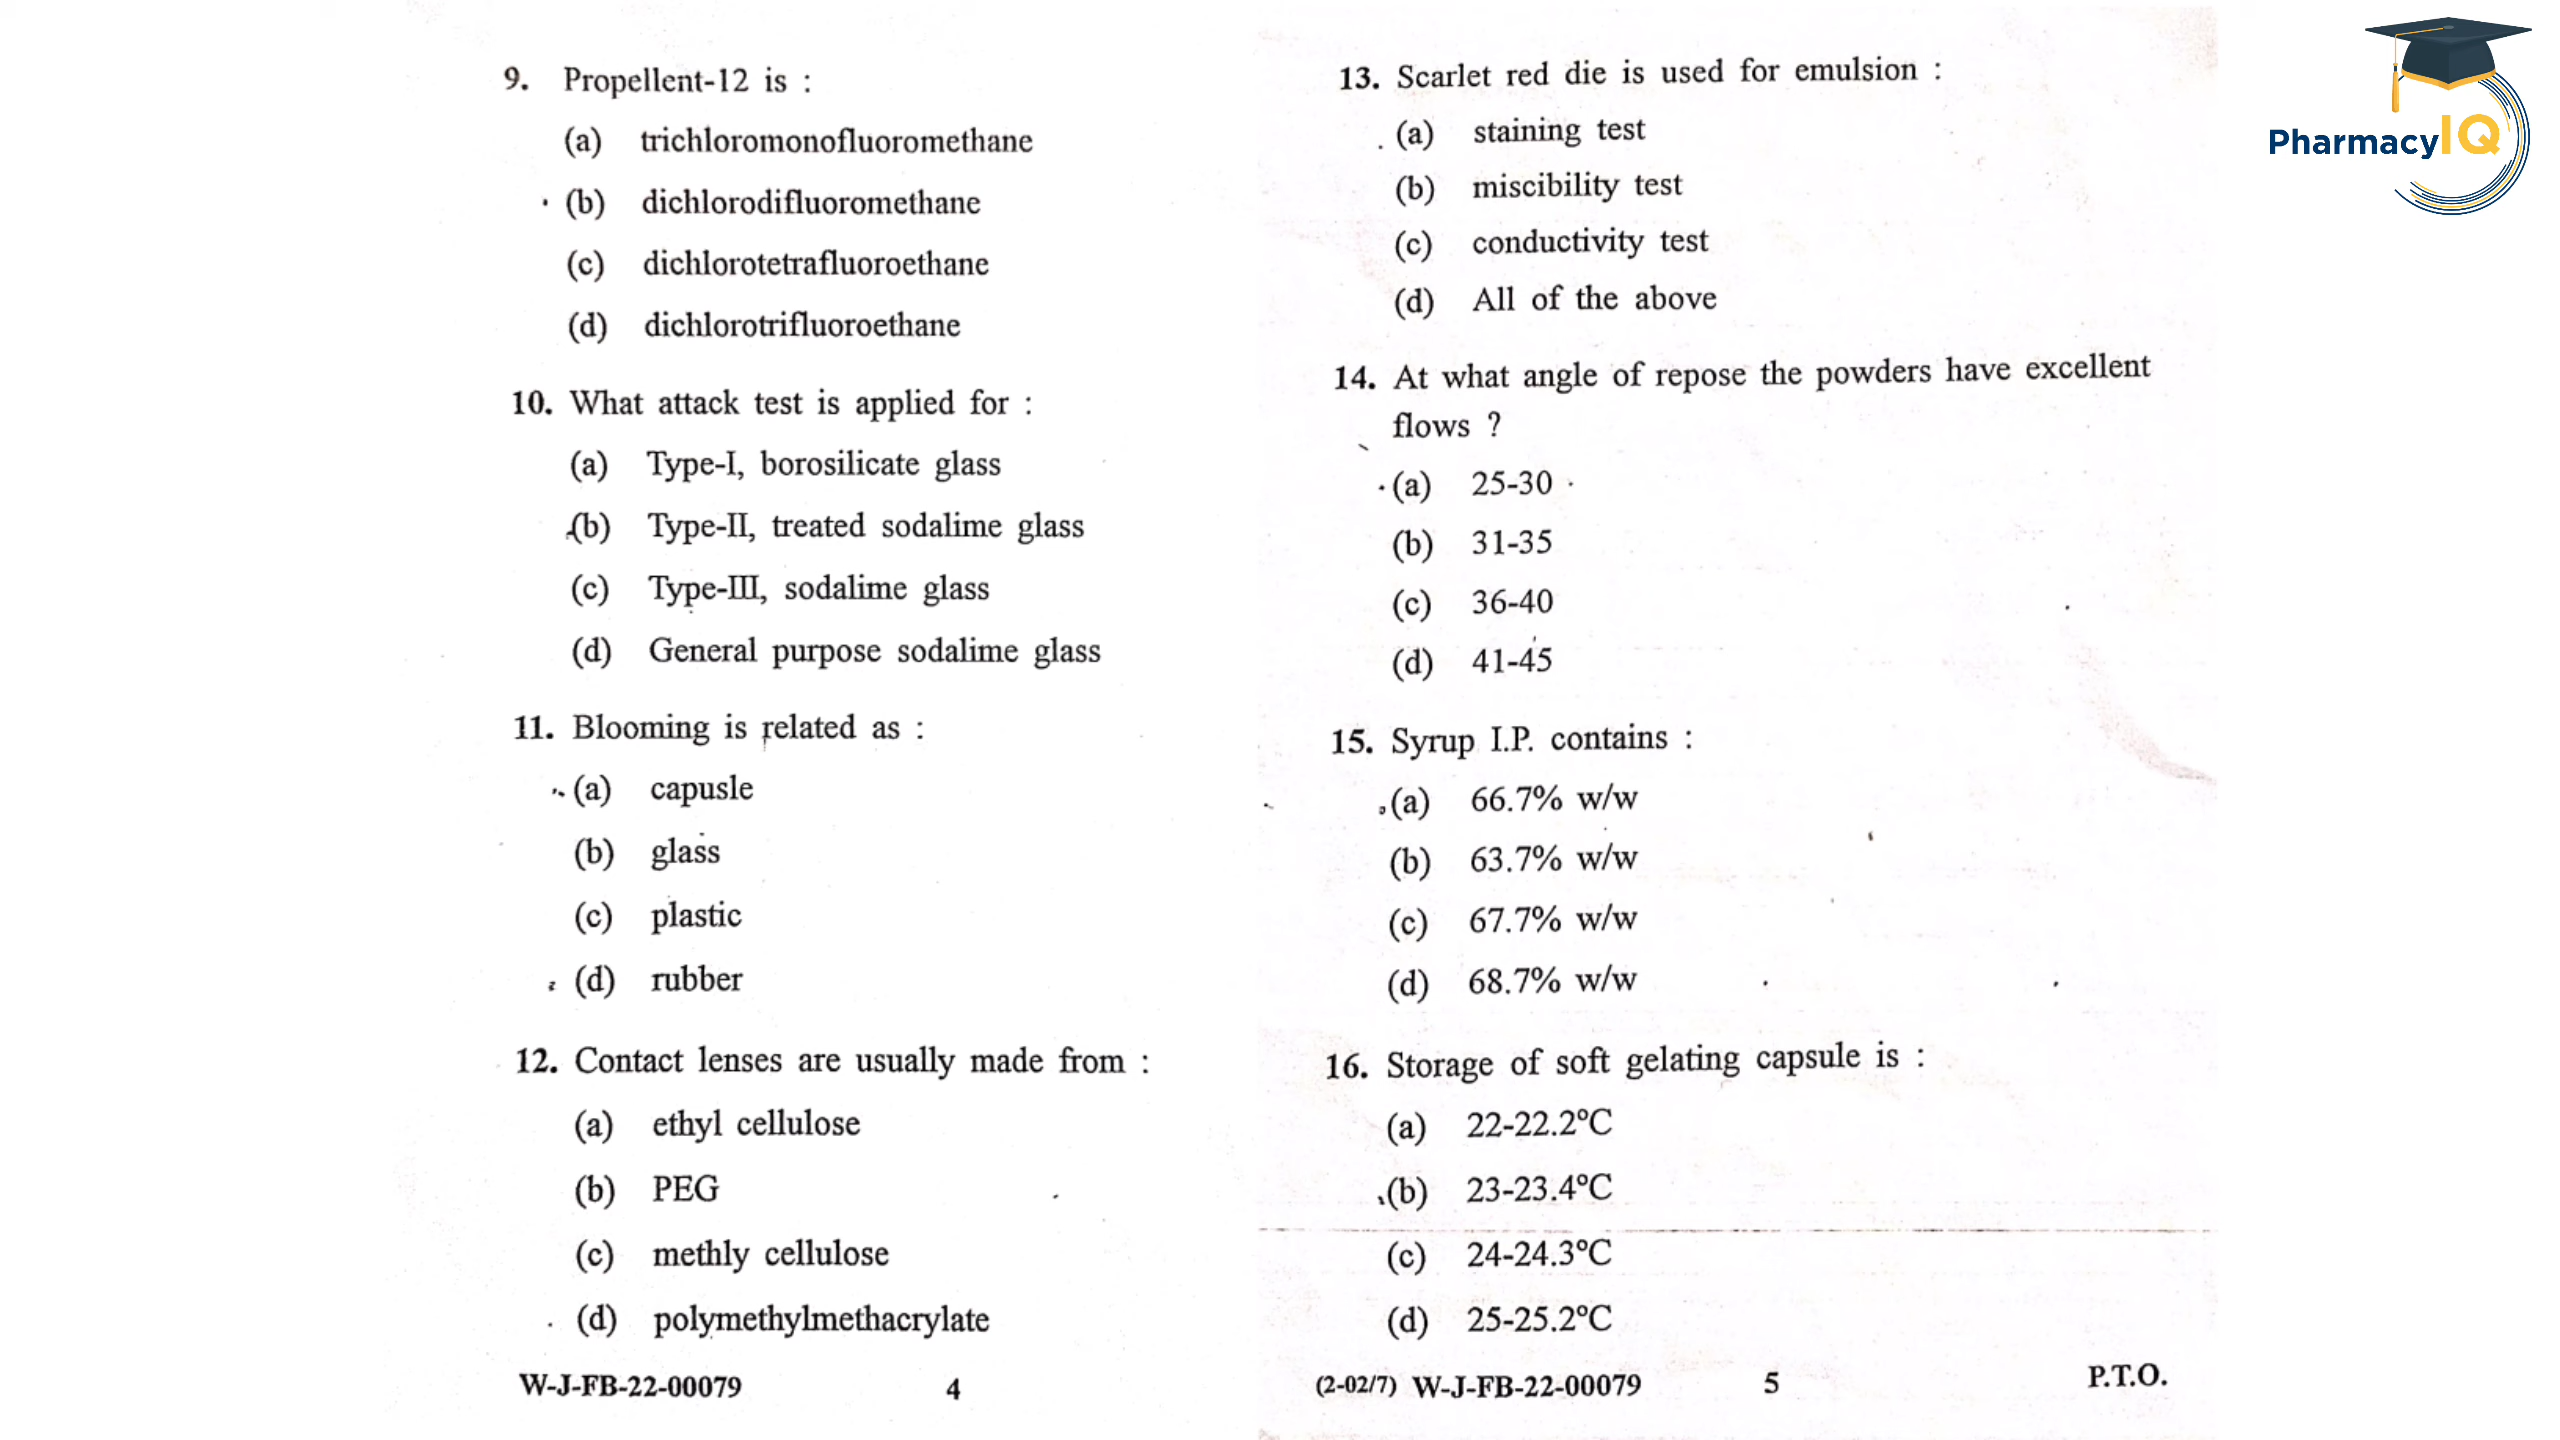 9. Propellent-12 is :
(a) trichloromonofluoromethane
(b) dichlorodifluoromethane
(c) dichlorotetrafluoroethane
(d) dichlorotrifluoroethane
10. What attack test is applied for :
(a) Type-I, borosilicate glass
(b) Type-II, treated sodalime glass
(c) Type-III, sodalime glass
(d) General purpose sodalime glass
11. Blooming is related as :
(a) capusle
(b) glass
(c) plastic
(d) rubber
12. Contact lenses are usually made from :
(a) ethyl cellulose
(b) PEG
(c) methly cellulose
(d) polymethylmethacrylate
W-J-FB-22-00079 4
13. Scarlet red die is used for emulsion :
(a) staining test
(b) miscibility test
(c) conductivity test
(d) All of the above
14. At what angle of repose the powders have excellent
flows ?
(a) 25-30
(b) 31-35
(c) 36-40
(d) 41-45
15. Syrup I.P. contains :
(a) 66.7% w/w
(b) 63.7% w/w
(c) 67.7% w/w
(d) 68.7% w/w
16. Storage of soft gelating capsule is :
(a) 22-22.2°C
(b) 23-23.4°C
(c) 24-24.3°C
(d) 25-25.2°C
(2-02/7) W-J-FB-22-00079 5 P.T.O.
PharmacyIQ